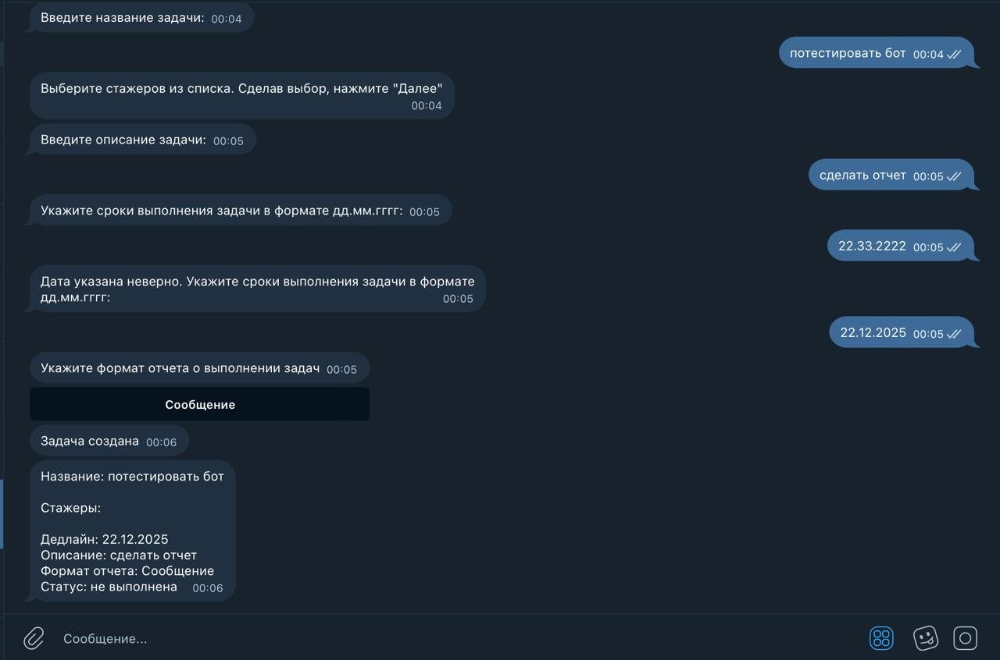 Введите название задачи: 00:04
потестировать бот 00:04
Выберите стажеров из списка. Сделав выбор, нажмите "Далее"
00:04
Введите описание задачи: 00:05
сделать отчет 00:05
Укажите сроки выполнения задачи в формате дд.мм.гггг: 00:05
22.33.2222 00:05
Дата указана неверно. Укажите сроки выполнения задачи в формате
дд.мм.гггг: 00:05
22.12.2025 00:05
Укажите формат отчета о выполнении задач 00:05
Сообщение
Задача создана 00:06
Название: потестировать бот
Стажеры:
Дедлайн: 22.12.2025
Описание: сделать отчет
Формат отчета: Сообщение
Статус: не выполнена 00:06
Сообщение...